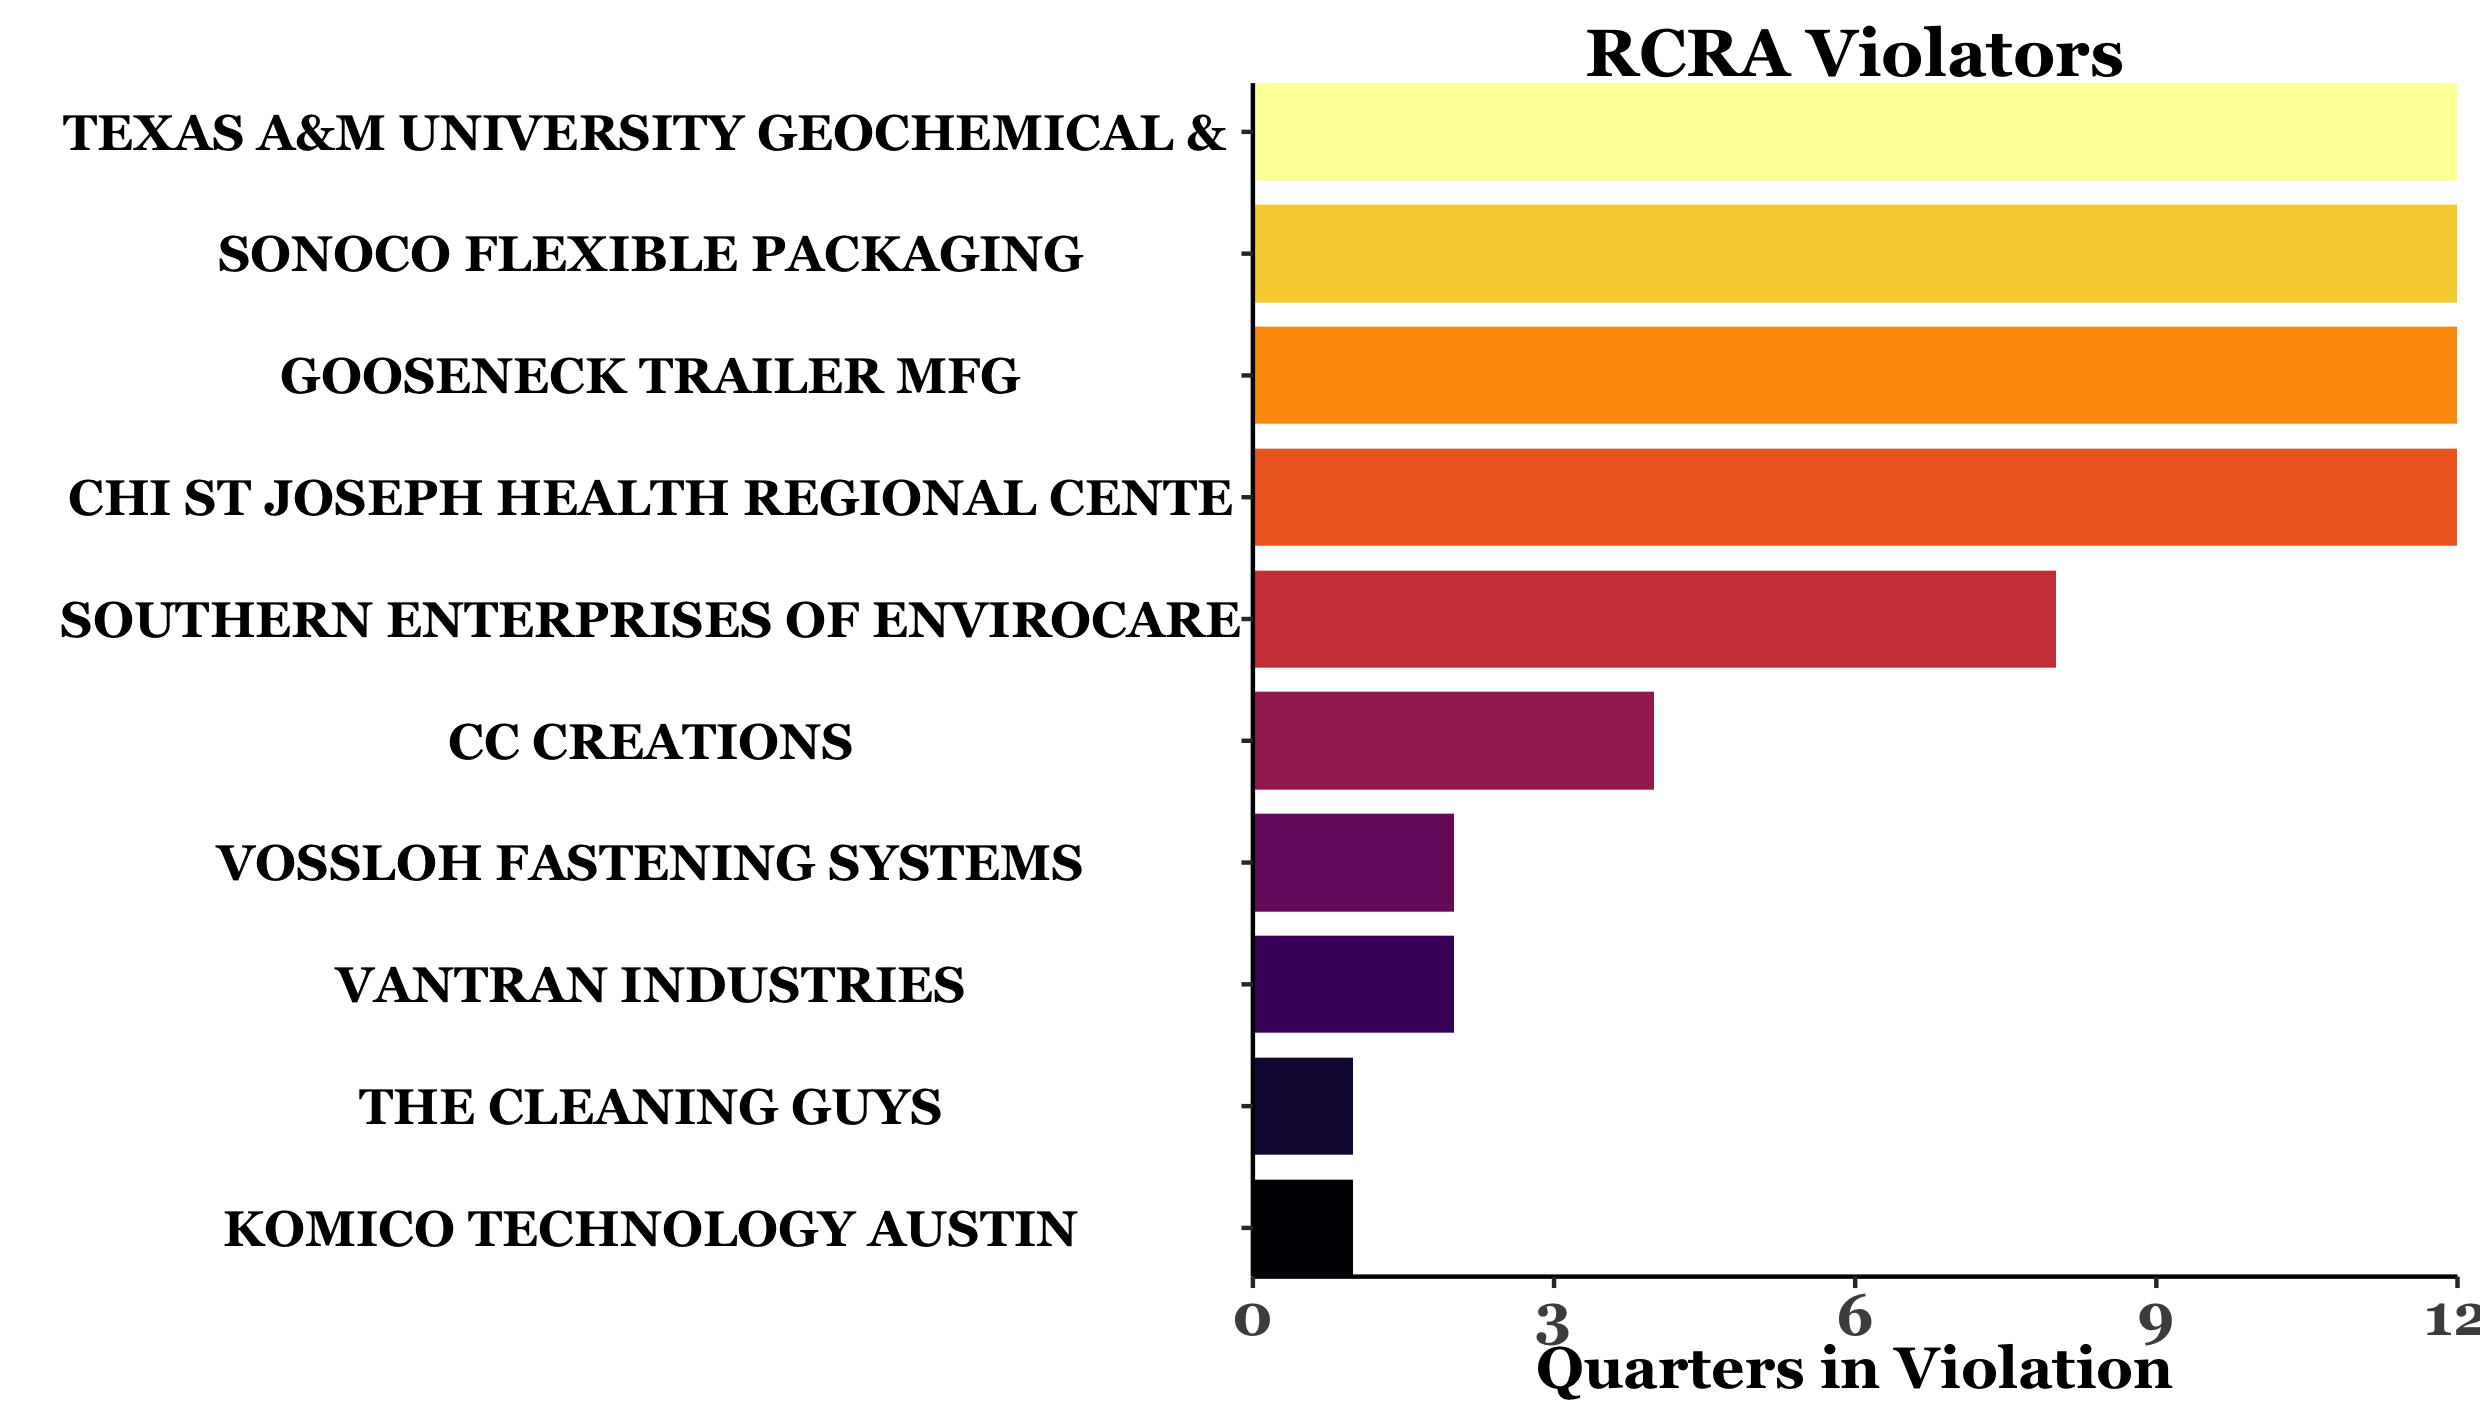 RCRA Violators
TEXAS A&M UNIVERSITY GEOCHEMICAL &
SONOCO FLEXIBLE PACKAGING
GOOSENECK TRAILER MFG
CHI ST JOSEPH HEALTH REGIONAL CENTE
SOUTHERN ENTERPRISES OF ENVIROCARE
CC CREATIONS
VOSSLOH FASTENING SYSTEMS
VANTRAN INDUSTRIES
THE CLEANING GUYS
KOMICO TECHNOLOGY AUSTIN
0 3 6 9 12
Quarters in Violation